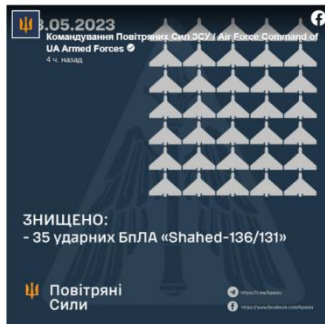 8.05.2023
Командування Повітряних Сил ЗСУ / Air Force Command of
UA Armed Forces
4 ч. назад
ЗНИЩЕНО:
- 35 ударних БпЛА «Shahed-136/131»
Повітряні
Сили